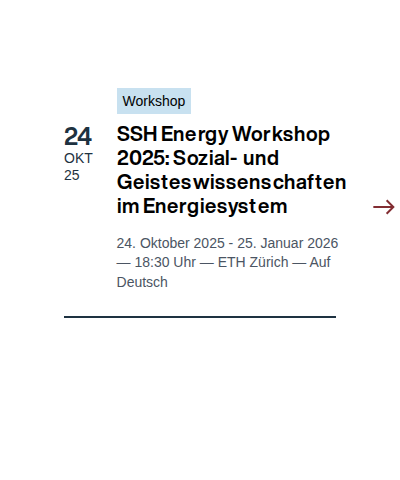 Workshop
24
OKT
25
SSH Energy Workshop
2025: Sozial- und
Geisteswissenschaften
im Energiesystem
24. Oktober 2025 - 25. Januar 2026
— 18:30 Uhr — ETH Zürich — Auf
Deutsch